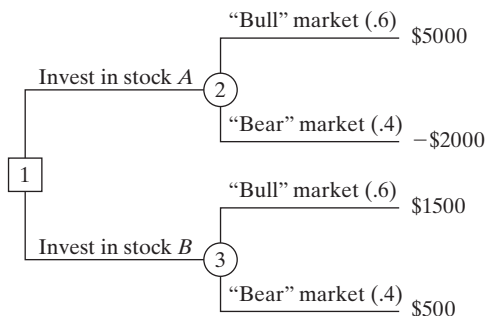 “Bull” market (.6)
$5000
Invest in stock A
2
“Bear” market (.4)
−$2000
1
“Bull” market (.6)
$1500
Invest in stock B
3
“Bear” market (.4)
$500